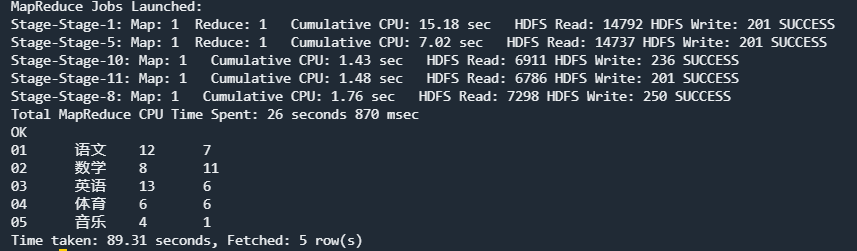 MapReduce Jobs Launched:
Stage-Stage-1: Map: 1  Reduce: 1   Cumulative CPU: 15.18 sec   HDFS Read: 14792 HDFS Write: 201 SUCCESS
Stage-Stage-5: Map: 1  Reduce: 1   Cumulative CPU: 7.02 sec   HDFS Read: 14737 HDFS Write: 201 SUCCESS
Stage-Stage-10: Map: 1   Cumulative CPU: 1.43 sec   HDFS Read: 6911 HDFS Write: 236 SUCCESS
Stage-Stage-11: Map: 1   Cumulative CPU: 1.48 sec   HDFS Read: 6786 HDFS Write: 201 SUCCESS
Stage-Stage-8: Map: 1   Cumulative CPU: 1.76 sec   HDFS Read: 7298 HDFS Write: 250 SUCCESS
Total MapReduce CPU Time Spent: 26 seconds 870 msec
OK
01	语文	12	7
02	数学	8	11
03	英语	13	6
04	体育	6	6
05	音乐	4	1
Time taken: 89.31 seconds, Fetched: 5 row(s)